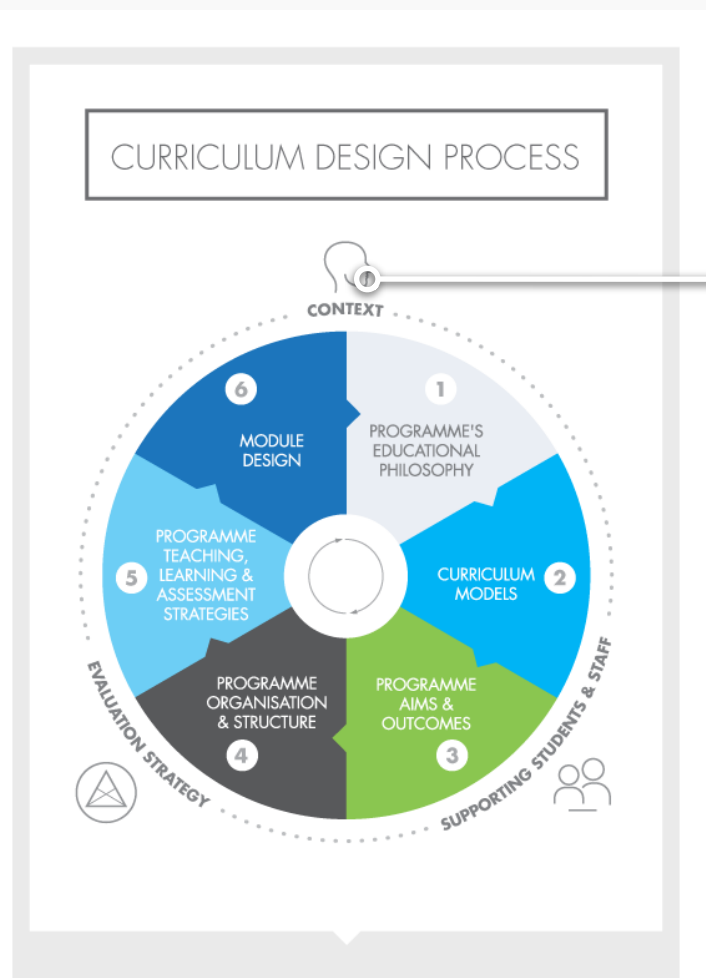 CURRICULUM DESIGN PROCESS
CONTEXT
1
PROGRAMME'S
EDUCATIONAL
PHILOSOPHY
2
CURRICULUM
MODELS
3
PROGRAMME
AIMS &
OUTCOMES
4
PROGRAMME
ORGANISATION
& STRUCTURE
5
PROGRAMME
TEACHING,
LEARNING &
ASSESSMENT
STRATEGIES
6
MODULE
DESIGN
SUPPORTING STUDENTS & STAFF
EVALUATION STRATEGY